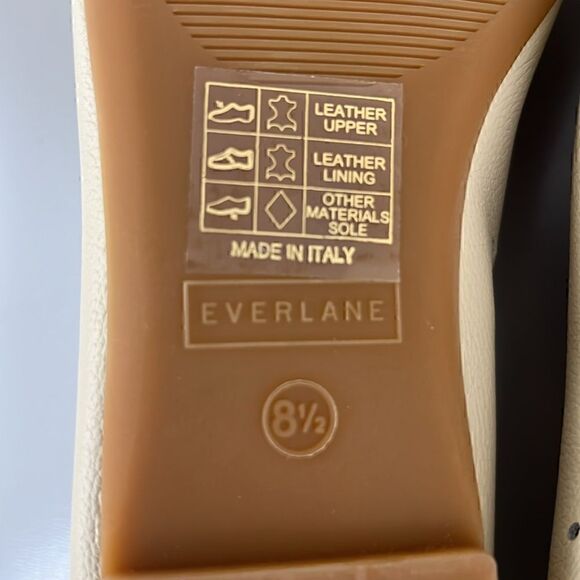 LEATHER
UPPER
LEATHER
LINING
OTHER
MATERIALS
SOLE
MADE IN ITALY
EVERLANE
8½